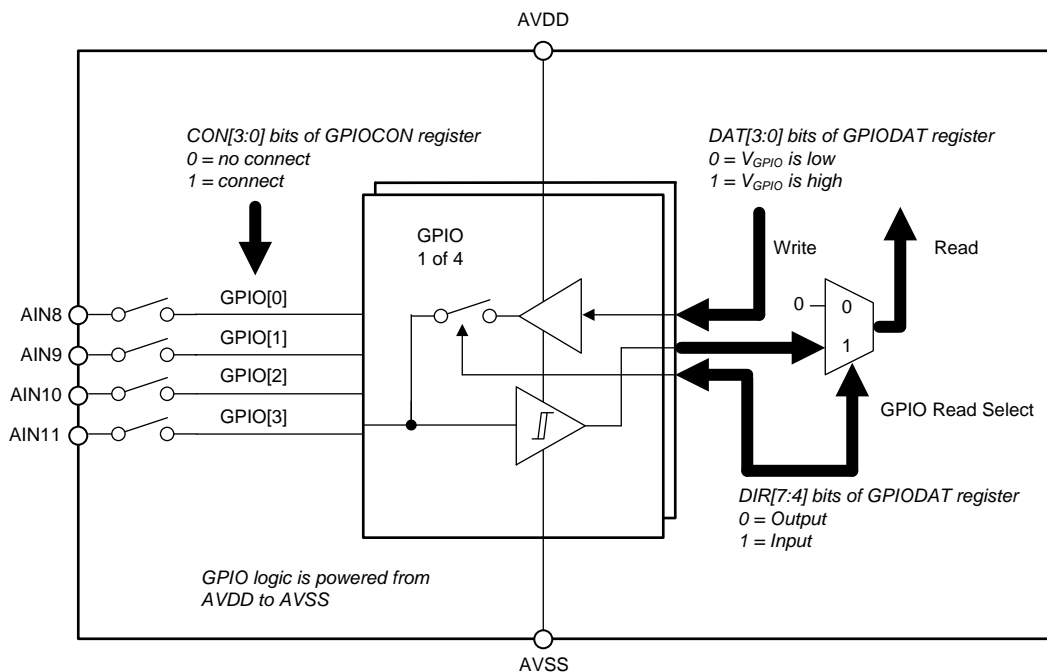 AVDD
CON[3:0] bits of GPIOCON register
0 = no connect
1 = connect
DAT[3:0] bits of GPIODAT register
0 = VGPIO is low
1 = VGPIO is high
GPIO
1 of 4
Write
Read
AIN8
GPIO[0]
0
0
AIN9
GPIO[1]
1
AIN10
GPIO[2]
GPIO Read Select
AIN11
GPIO[3]
DIR[7:4] bits of GPIODAT register
0 = Output
1 = Input
GPIO logic is powered from
AVDD to AVSS
AVSS